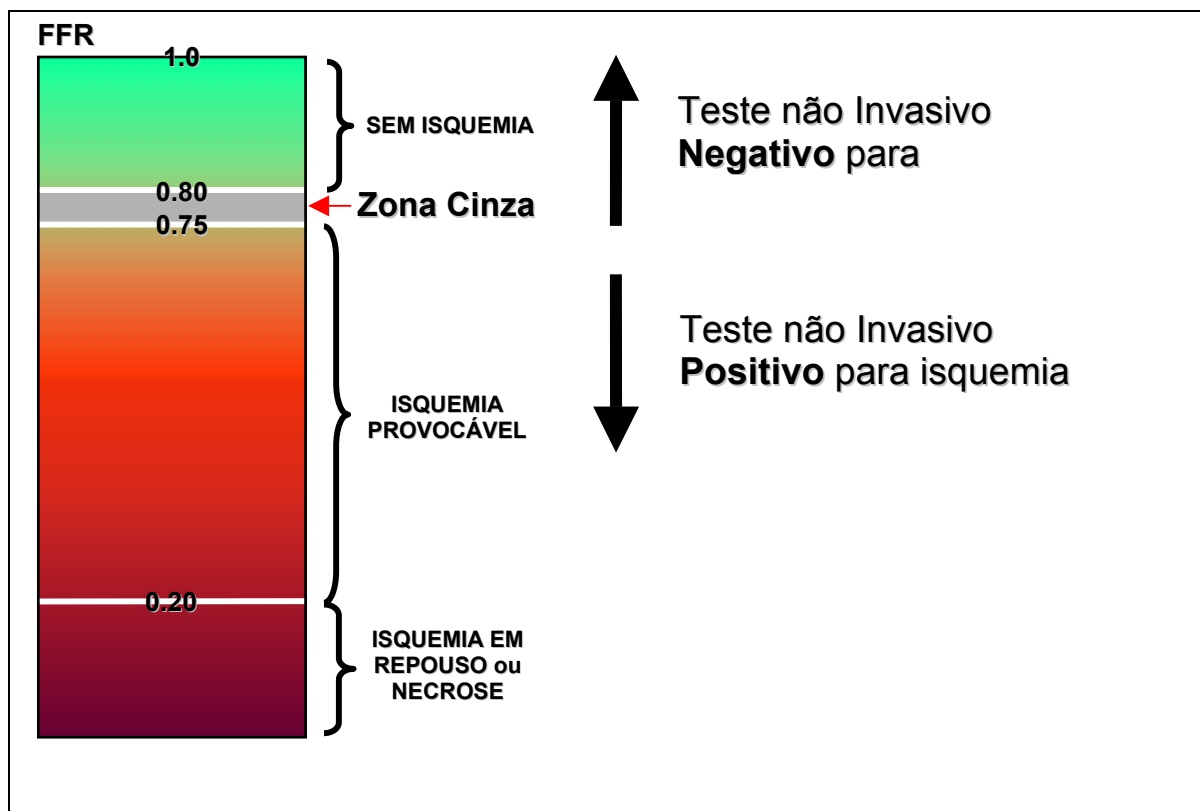 FFR
1.0
SEM ISQUEMIA
0.80
Zona Cinza
0.75
ISQUEMIA
PROVOCÁVEL
0.20
ISQUEMIA EM
REPOUSO ou
NECROSE
Teste não Invasivo
Negativo para
Teste não Invasivo
Positivo para isquemia